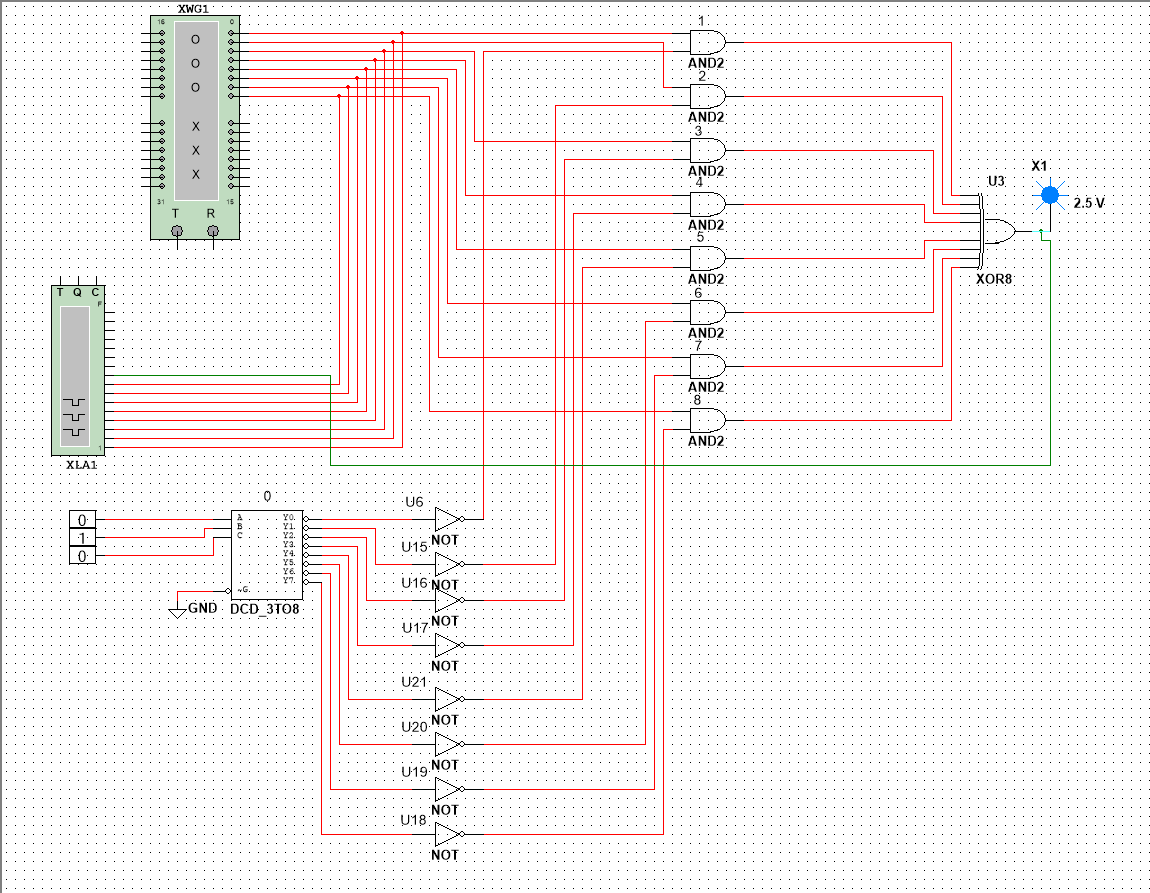 XWG1
16 0
O
O
O
X
X
X
31 15
T R
T Q C
F
1
XLA1
1
AND2
2
AND2
3
AND2
4
AND2
5
AND2
6
AND2
7
AND2
8
AND2
U3
XOR8
X1
2.5 V
0
1
0
0
A
B
C
~G
Y0
Y1
Y2
Y3
Y4
Y5
Y6
Y7
DCD_3TO8
GND
U6
NOT
U15
NOT
U16
NOT
U17
NOT
U21
NOT
U20
NOT
U19
NOT
U18
NOT